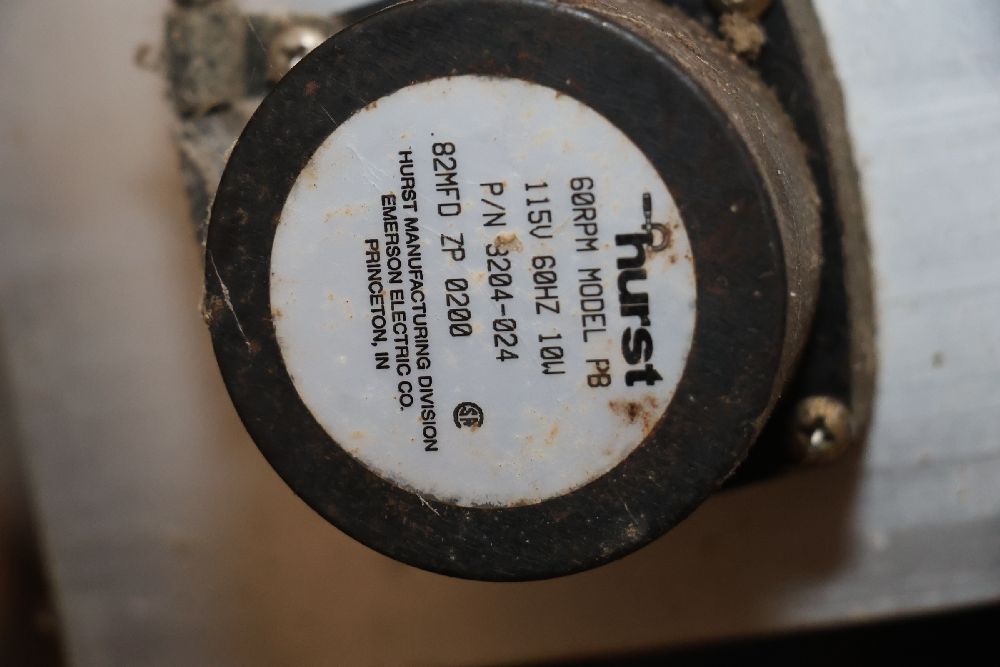 hurst
60RPM MODEL PB
115V 60HZ 10W
P/N 3204-024
.82MFD ZP 0200
HURST MANUFACTURING DIVISION
EMERSON ELECTRIC CO.
PRINCETON, IN
SA